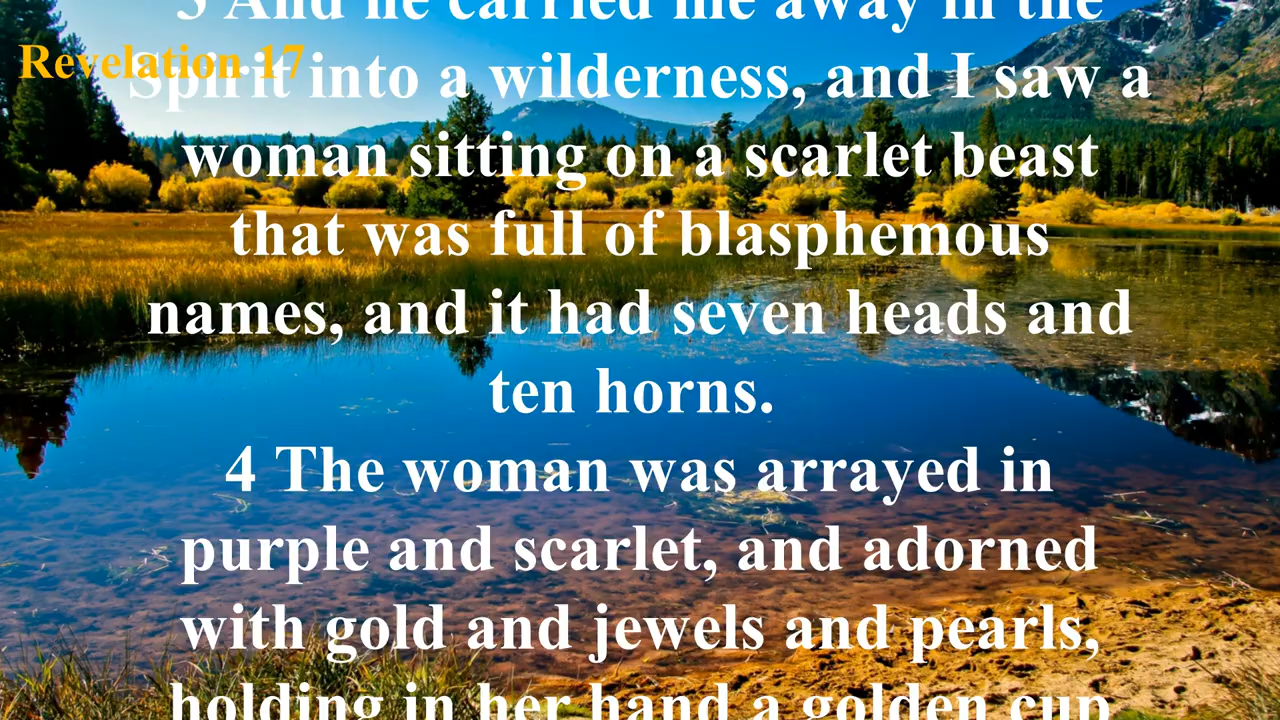 3 And he carried me away in the
Revelation 17
Spirit into a wilderness, and I saw a
woman sitting on a scarlet beast
that was full of blasphemous
names, and it had seven heads and
ten horns.
4 The woman was arrayed in
purple and scarlet, and adorned
with gold and jewels and pearls,
holding in her hand a golden cup